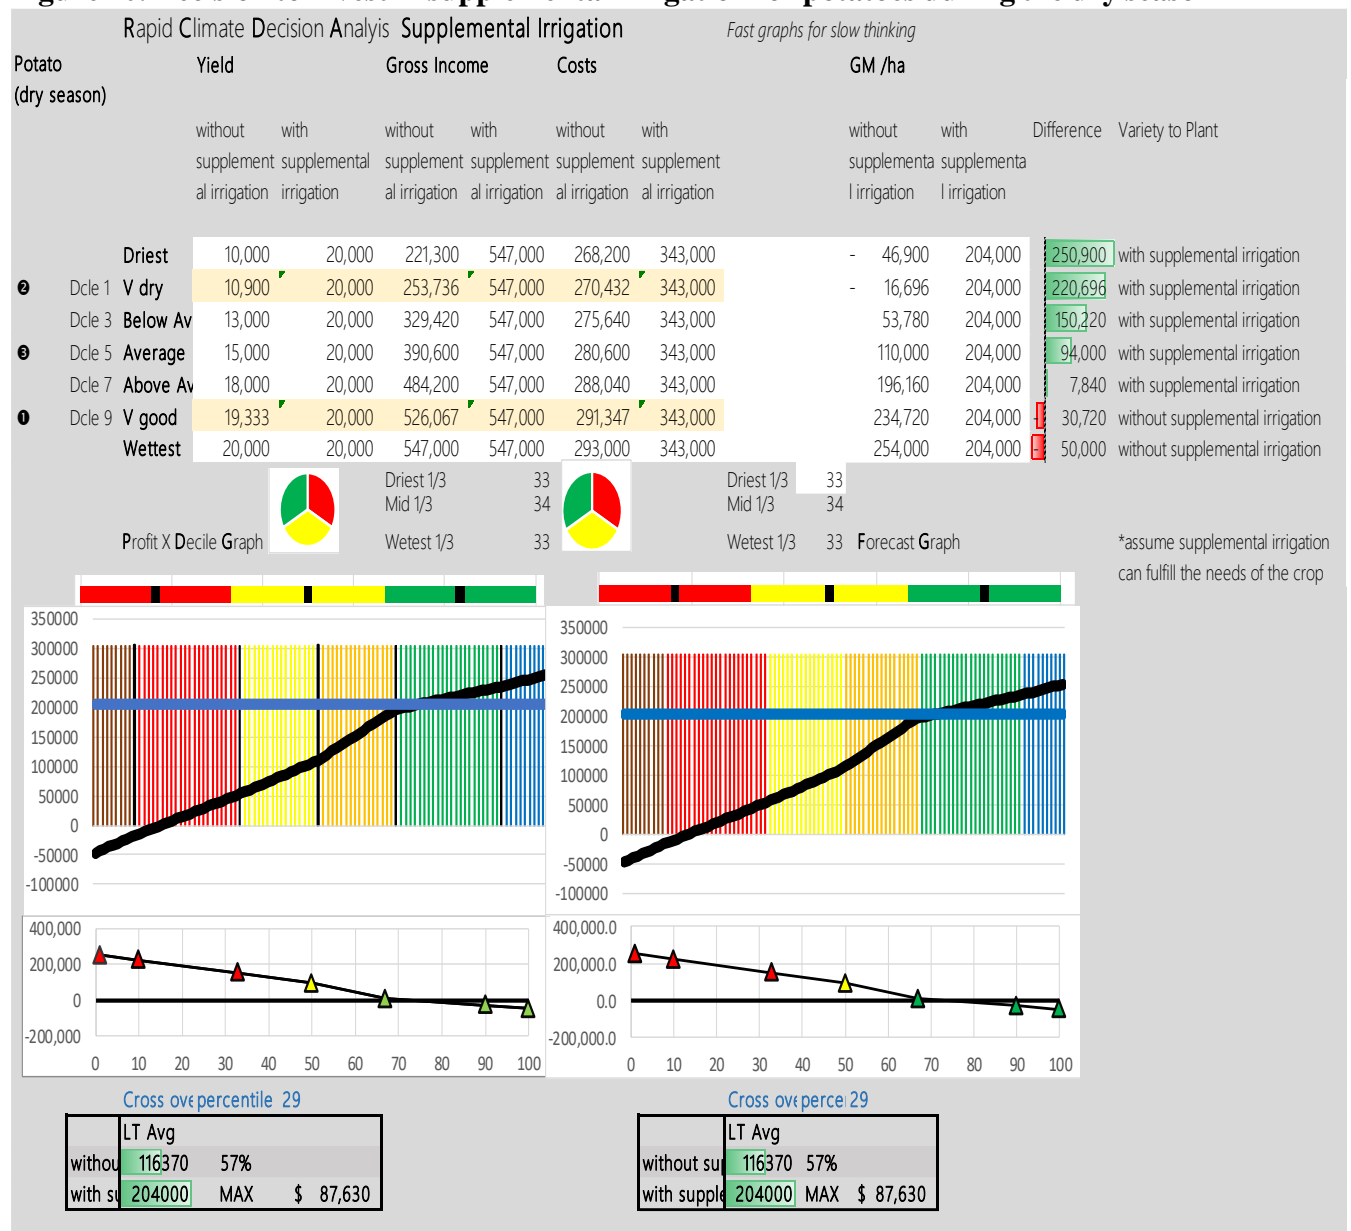 Rapid Climate Decision Analyis Supplemental Irrigation Fast graphs for slow thinking
Potato Yield Gross Income Costs GM /ha
(dry season)
without with without with without with without with Difference Variety to Plant
supplement supplemental supplement supplement supplement supplement supplementa supplementa
al irrigation irrigation al irrigation al irrigation al irrigation al irrigation l irrigation l irrigation
Driest 10,000 20,000 221,300 547,000 268,200 343,000 - 46,900 204,000 250,900 with supplemental irrigation
❷ Dcle 1 V dry 10,900 20,000 253,736 547,000 270,432 343,000 - 16,696 204,000 220,696 with supplemental irrigation
Dcle 3 Below Av 13,000 20,000 329,420 547,000 275,640 343,000 53,780 204,000 150,220 with supplemental irrigation
❸ Dcle 5 Average 15,000 20,000 390,600 547,000 280,600 343,000 110,000 204,000 94,000 with supplemental irrigation
Dcle 7 Above Av 18,000 20,000 484,200 547,000 288,040 343,000 196,160 204,000 7,840 with supplemental irrigation
❶ Dcle 9 V good 19,333 20,000 526,067 547,000 291,347 343,000 234,720 204,000 - 30,720 without supplemental irrigation
Wettest 20,000 20,000 547,000 547,000 293,000 343,000 254,000 204,000 - 50,000 without supplemental irrigation
Driest 1/3 33 Driest 1/3 33
Mid 1/3 34 Mid 1/3 34
Profit X Decile Graph Wetest 1/3 33 Wetest 1/3 33 Forecast Graph *assume supplemental irrigation
can fulfill the needs of the crop
350000 350000
300000 300000
250000 250000
200000 200000
150000 150000
100000 100000
50000 50000
0 0
-50000 -50000
-100000 -100000
400,000 400,000.0
200,000 200,000.0
0 0.0
-200,000 -200,000.0
0 10 20 30 40 50 60 70 80 90 100 0 10 20 30 40 50 60 70 80 90 100
Cross ove percentile 29 Cross ove percei 29
LT Avg LT Avg
withou 116370 57% without sup 116370 57%
with su 204000 MAX $ 87,630 with supple 204000 MAX $ 87,630